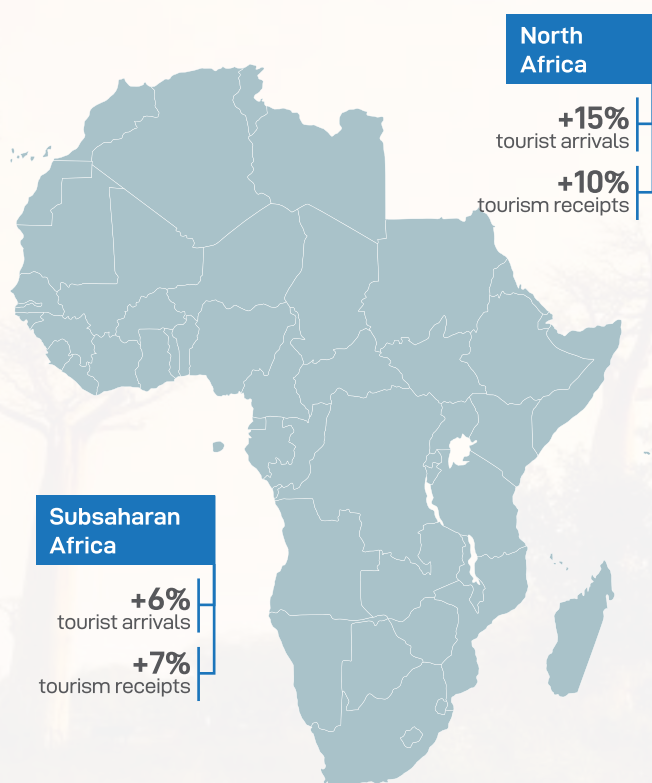 North
Africa
+15%
tourist arrivals
+10%
tourism receipts
Subsaharan
Africa
+6%
tourist arrivals
+7%
tourism receipts